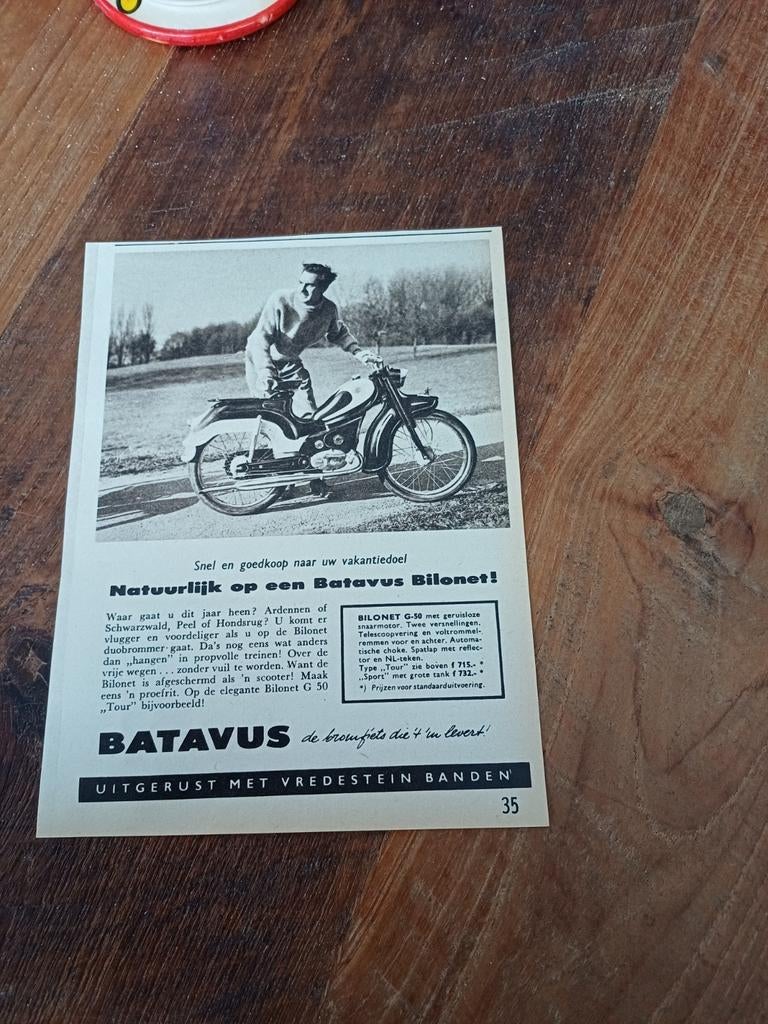 Snel en goedkoop naar uw vakantiedoel
Natuurlijk op een Batavus Bilonet!
Waar gaat u dit jaar heen? Ardennen of
Schwarzwald, Peel of Hondsrug? U komt er
vlugger en voordeliger als u op de Bilonet
duobrommer gaat. Da's nog eens wat anders
dan „hangen" in propvolle treinen! Over de
vrije wegen . . . zonder vuil te worden. Want de
Bilonet is afgeschermd als 'n scooter! Maak
eens 'n proefrit. Op de elegante Bilonet G 50
„Tour" bijvoorbeeld!
BILONET G-50 met geruisloze
snaarmotor. Twee versnellingen.
Telescoopvering en voltrommel-
remmen voor en achter. Automa-
tische choke. Spatlap met reflec-
tor en NL-teken.
Type „Tour" zie boven f 715.- *
„Sport" met grote tank f 732.- *
*) Prijzen voor standaarduitvoering.
BATAVUS de bromfiets die 't 'm levert!
UITGERUST MET VREDESTEIN BANDEN
35